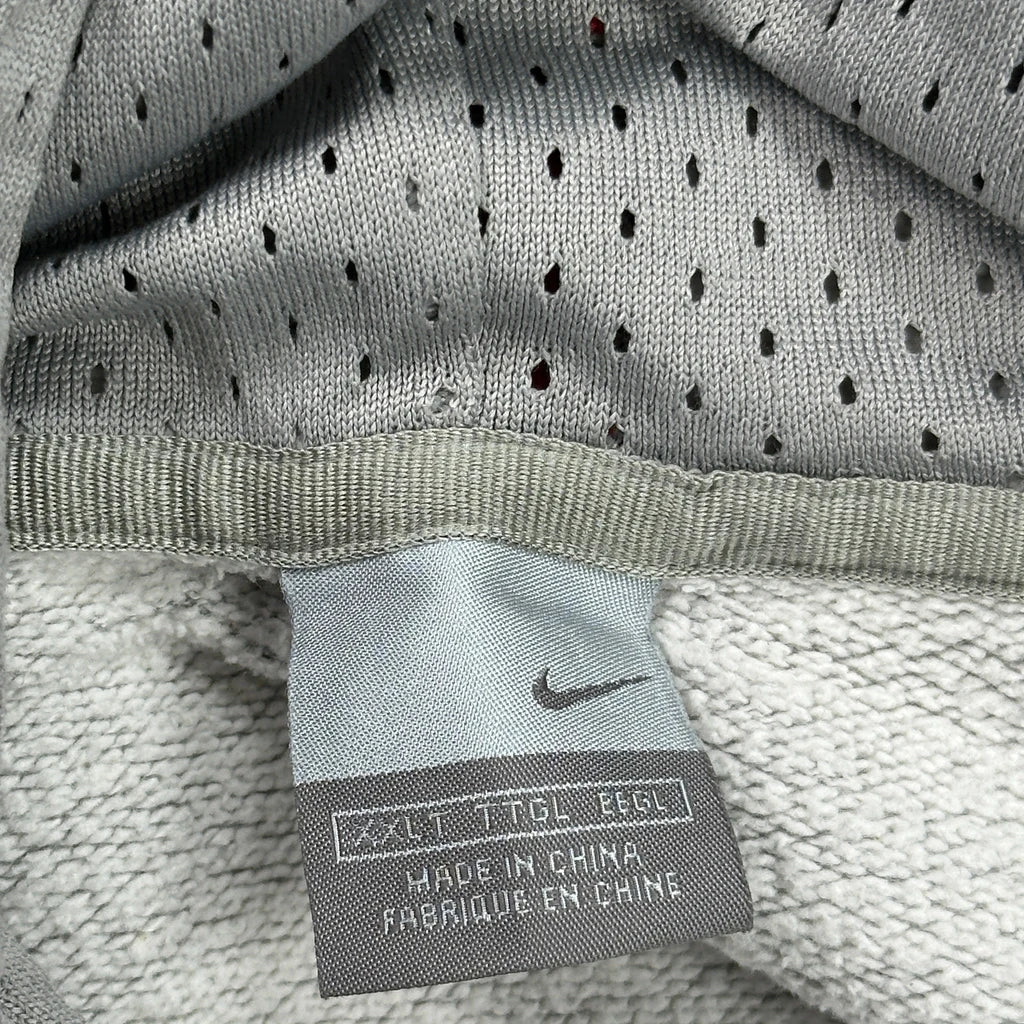 XXLT TTGL EEGL
MADE IN CHINA
FABRIQUE EN CHINE